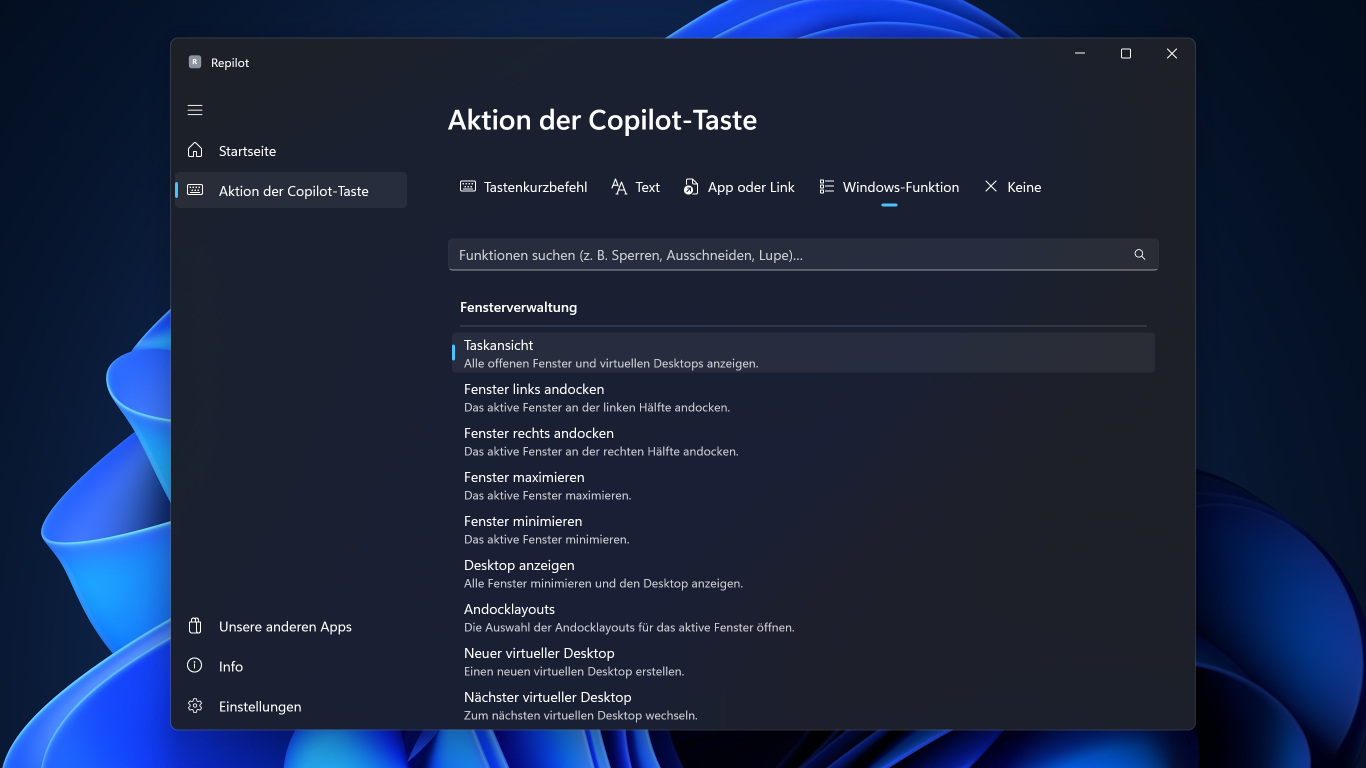 Repilot
Aktion der Copilot-Taste
Startseite
Aktion der Copilot-Taste
Tastenkurzbefehl
Text
App oder Link
Windows-Funktion
Keine
Funktionen suchen (z. B. Sperren, Ausschneiden, Lupe)...
Fensterverwaltung
Taskansicht
Alle offenen Fenster und virtuellen Desktops anzeigen.
Fenster links andocken
Das aktive Fenster an der linken Hälfte andocken.
Fenster rechts andocken
Das aktive Fenster an der rechten Hälfte andocken.
Fenster maximieren
Das aktive Fenster maximieren.
Fenster minimieren
Das aktive Fenster minimieren.
Desktop anzeigen
Alle Fenster minimieren und den Desktop anzeigen.
Andocklayouts
Die Auswahl der Andocklayouts für das aktive Fenster öffnen.
Neuer virtueller Desktop
Einen neuen virtuellen Desktop erstellen.
Nächster virtueller Desktop
Zum nächsten virtuellen Desktop wechseln.
Unsere anderen Apps
Info
Einstellungen